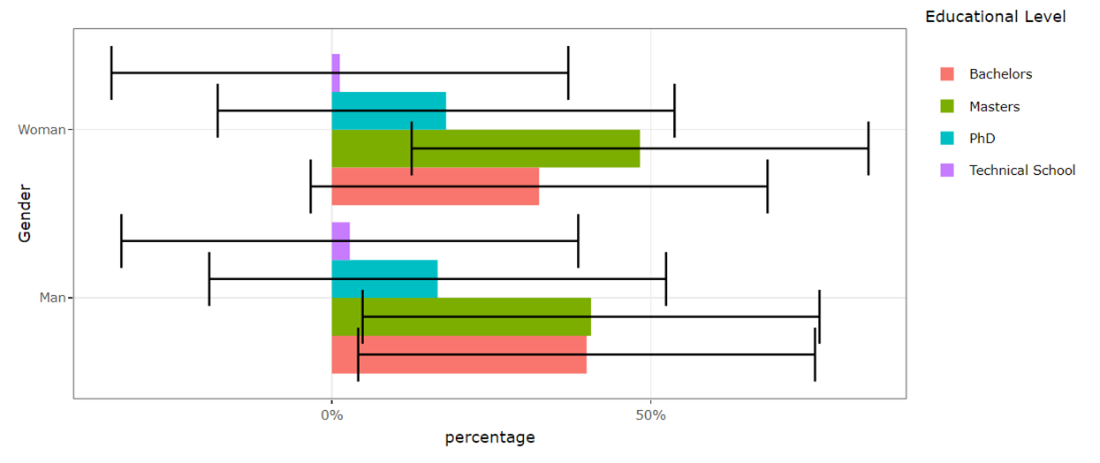 Educational Level
Bachelors
Masters
PhD
Technical School
Gender
Woman
Man
0%
50%
percentage